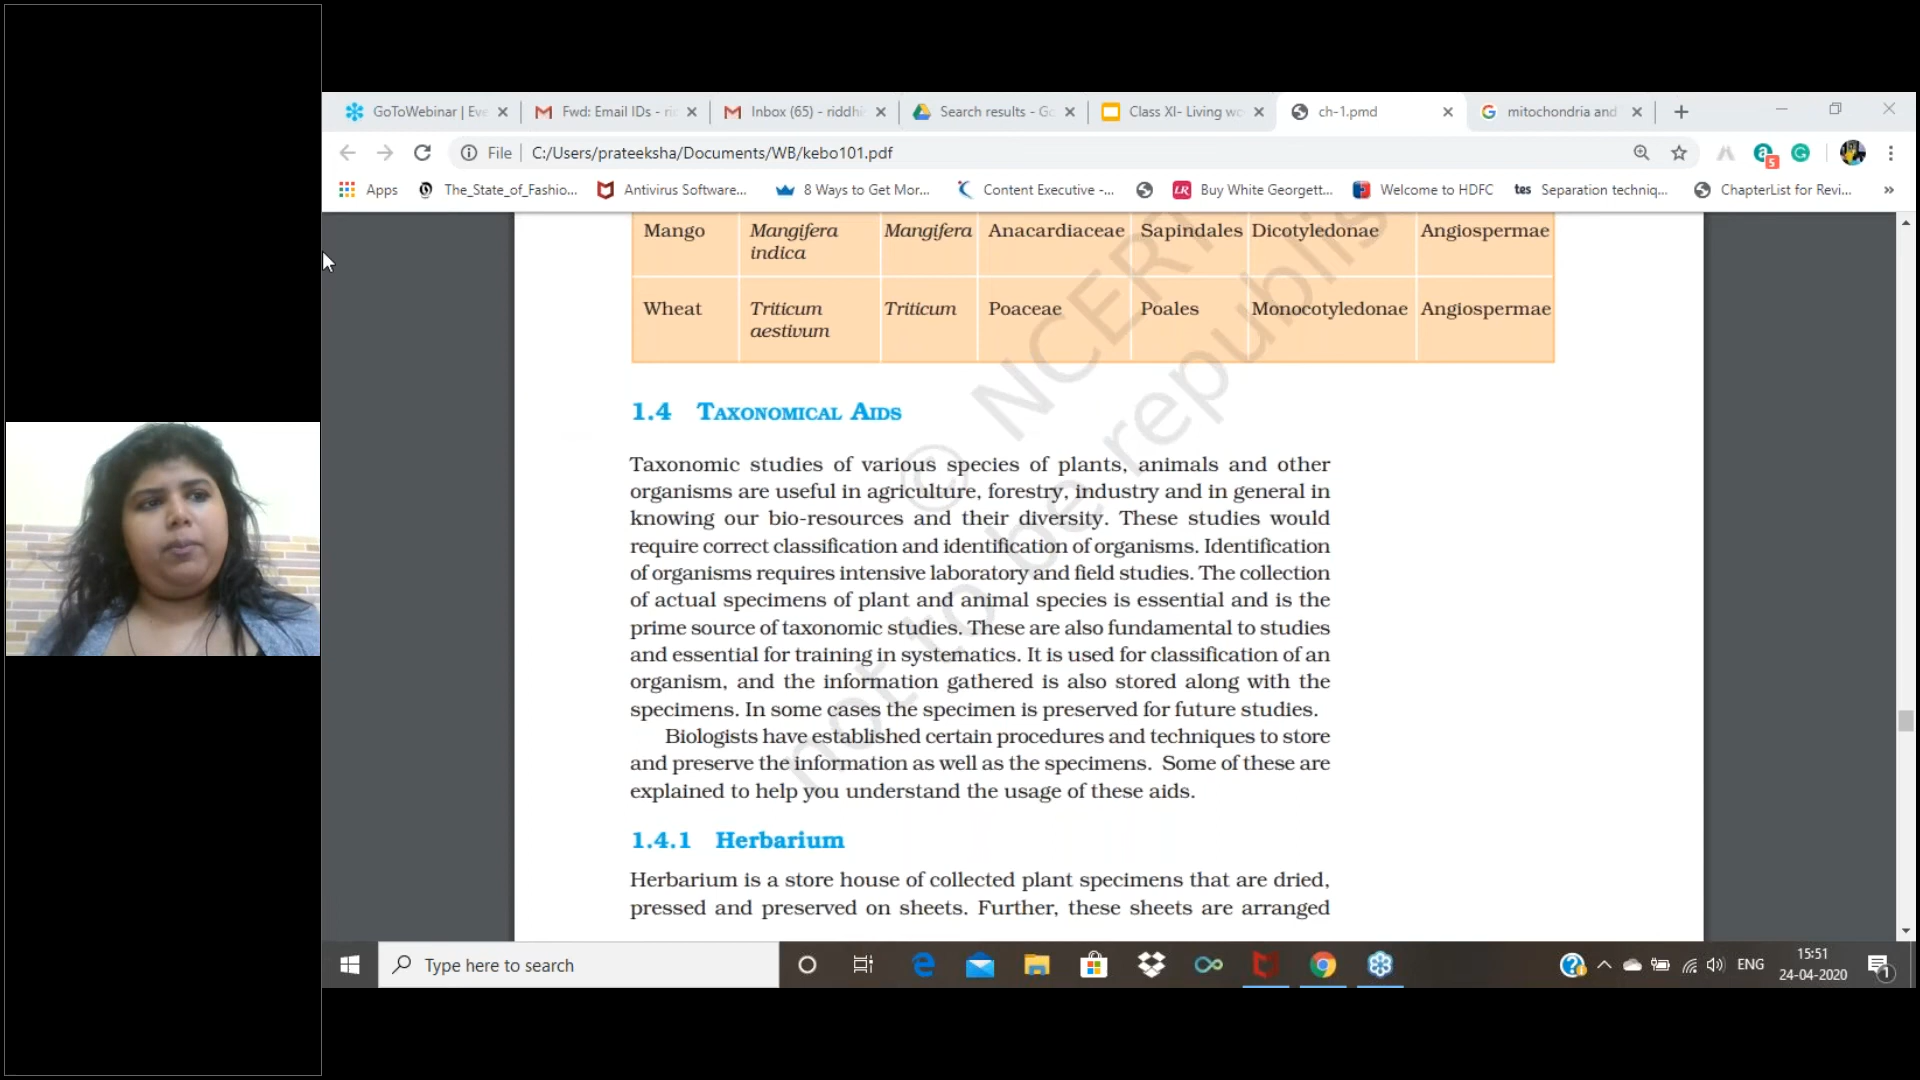 GoToWebinar | Eve
Fwd: Email IDs - ri
Inbox (65) - riddhi
Search results - Go
Class XI- Living wo
ch-1.pmd
mitochondria and
File C:/Users/prateeksha/Documents/WB/kebo101.pdf
5
Apps The_State_of_Fashio... Antivirus Software... 8 Ways to Get Mor... Content Executive -... LR Buy White Georgett... Welcome to HDFC tes Separation techniq... ChapterList for Revi... »
Mango Mangifera indica Mangifera Anacardiaceae Sapindales Dicotyledonae Angiospermae
Wheat Triticum aestivum Triticum Poaceae Poales Monocotyledonae Angiospermae
© NCERT
not to be republis
1.4 TAXONOMICAL AIDS
Taxonomic studies of various species of plants, animals and other
organisms are useful in agriculture, forestry, industry and in general in
knowing our bio-resources and their diversity. These studies would
require correct classification and identification of organisms. Identification
of organisms requires intensive laboratory and field studies. The collection
of actual specimens of plant and animal species is essential and is the
prime source of taxonomic studies. These are also fundamental to studies
and essential for training in systematics. It is used for classification of an
organism, and the information gathered is also stored along with the
specimens. In some cases the specimen is preserved for future studies.
Biologists have established certain procedures and techniques to store
and preserve the information as well as the specimens. Some of these are
explained to help you understand the usage of these aids.
1.4.1 Herbarium
Herbarium is a store house of collected plant specimens that are dried,
pressed and preserved on sheets. Further, these sheets are arranged
Type here to search
ENG
15:51
24-04-2020
1